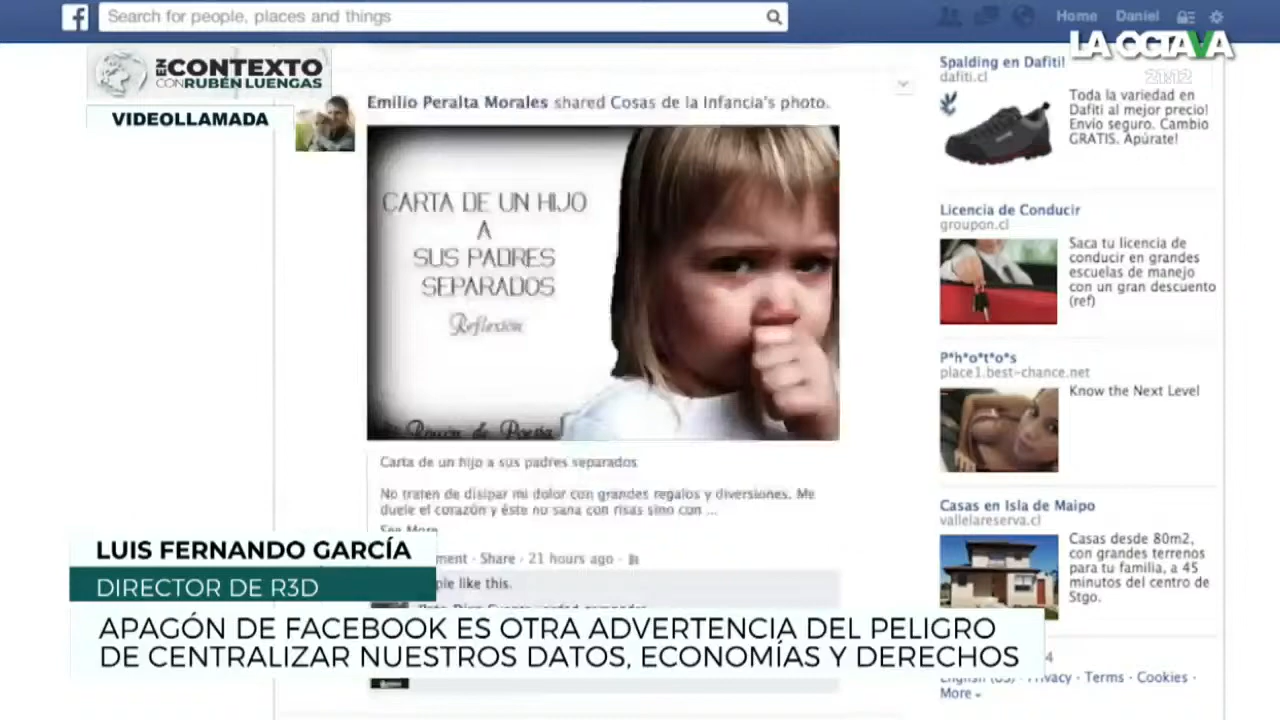 Search for people, places and things
Home Daniel
LA OCTAVA
21:12
EN CONTEXTO
CON RUBÉN LUENGAS
VIDEOLLAMADA
Emilio Peralta Morales shared Cosas de la Infancia's photo.
CARTA DE UN HIJO
A
SUS PADRES
SEPARADOS
Reflexión
Carta de un hijo a sus padres separados
No traten de disipar mi dolor con grandes regalos y diversiones. Me
duele el corazón y éste no sana con risas sino con ...
See More
Share · 21 hours ago
like this.
Spalding en Dafiti!
dafiti.cl
Toda la variedad en
Dafiti al mejor precio!
Envío seguro. Cambio
GRATIS. Apúrate!
Licencia de Conducir
groupon.cl
Saca tu licencia de
conducir en grandes
escuelas de manejo
con un gran descuento
(ref)
P*h*o*t*o*s
place1.best-chance.net
Know the Next Level
Casas en Isla de Maipo
vallelareserva.cl
Casas desde 80m2,
con grandes terrenos
para tu familia, a 45
minutos del centro de
Stgo.
English (US) · Privacy · Terms · Cookies ·
More
LUIS FERNANDO GARCÍA
DIRECTOR DE R3D
APAGÓN DE FACEBOOK ES OTRA ADVERTENCIA DEL PELIGRO
DE CENTRALIZAR NUESTROS DATOS, ECONOMÍAS Y DERECHOS